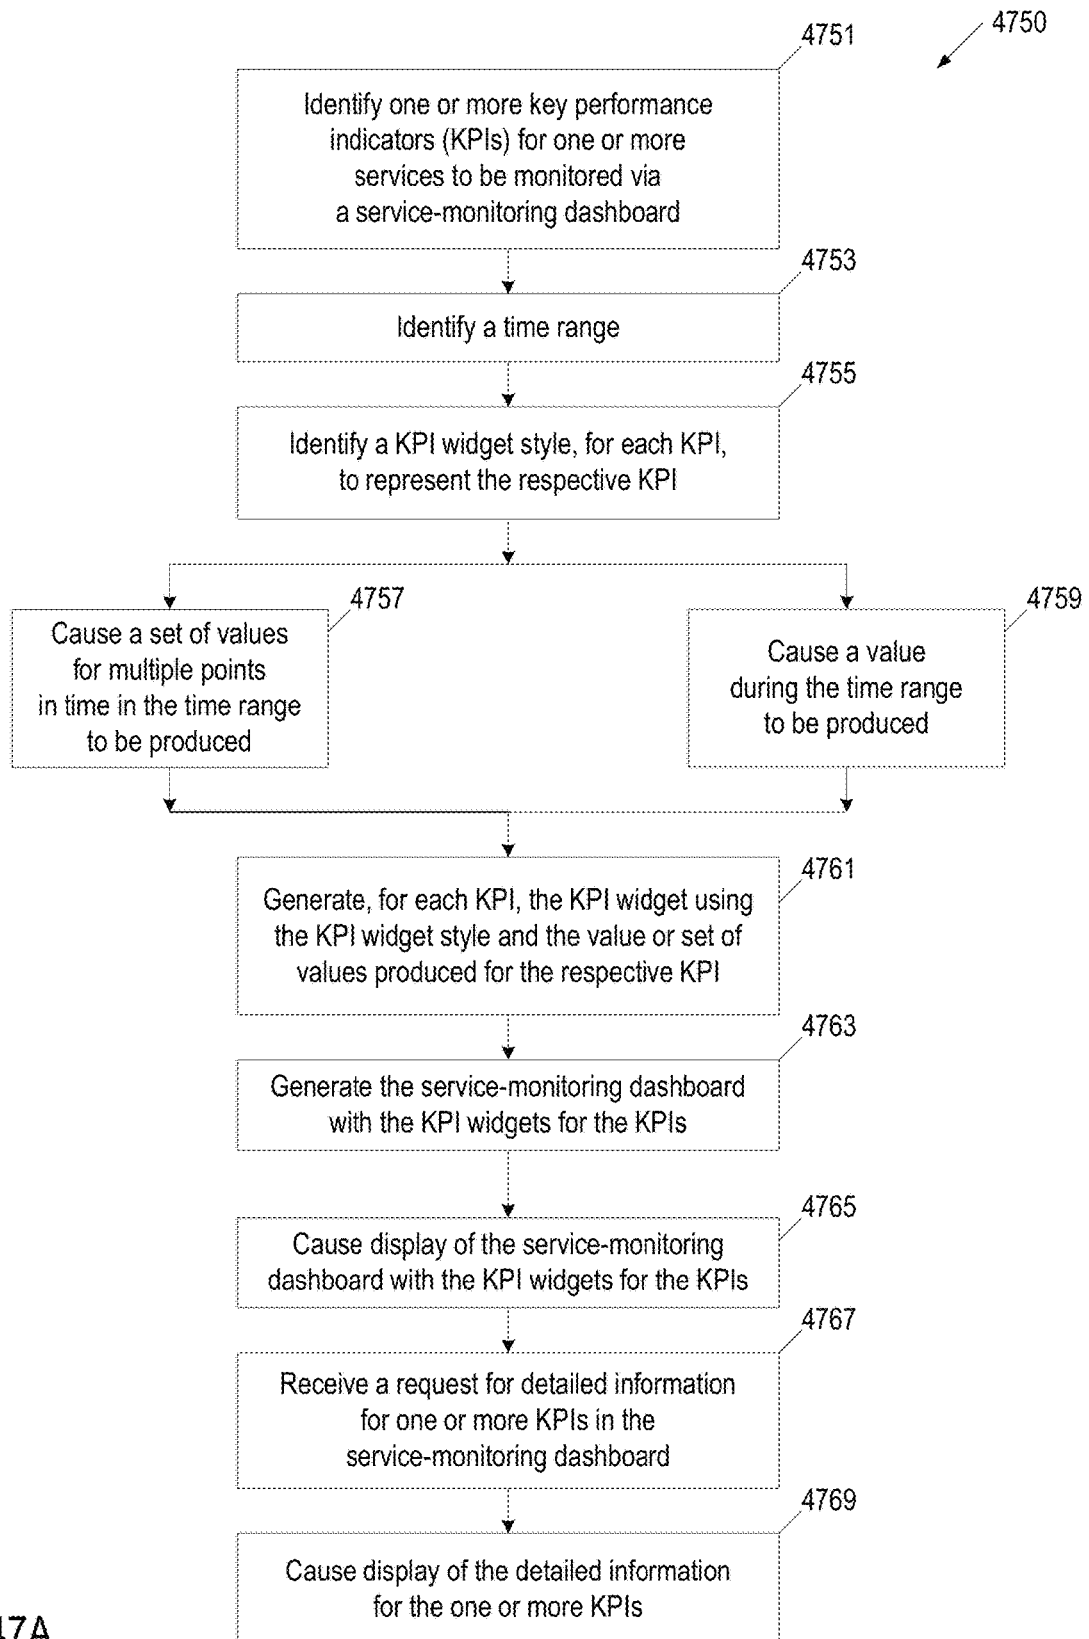 4750
4751
Identify one or more key performance
indicators (KPIs) for one or more
services to be monitored via
a service-monitoring dashboard
4753
Identify a time range
4755
Identify a KPI widget style, for each KPI,
to represent the respective KPI
4757
Cause a set of values
for multiple points
in time in the time range
to be produced
4759
Cause a value
during the time range
to be produced
4761
Generate, for each KPI, the KPI widget using
the KPI widget style and the value or set of
values produced for the respective KPI
4763
Generate the service-monitoring dashboard
with the KPI widgets for the KPIs
4765
Cause display of the service-monitoring
dashboard with the KPI widgets for the KPIs
4767
Receive a request for detailed information
for one or more KPIs in the
service-monitoring dashboard
4769
Cause display of the detailed information
for the one or more KPIs
47A